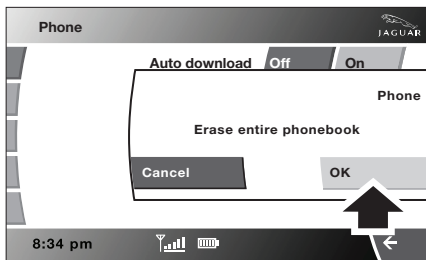 Phone
JAGUAR
Auto download Off On
Phone
Erase entire phonebook
Cancel OK
8:34 pm